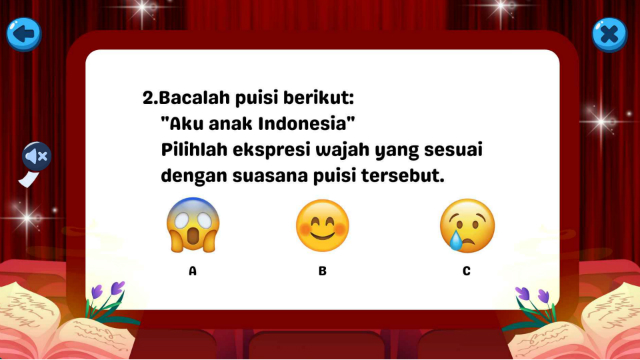 2.Bacalah puisi berikut:
"Aku anak Indonesia"
Pilihlah ekspresi wajah yang sesuai
dengan suasana puisi tersebut.
A B C